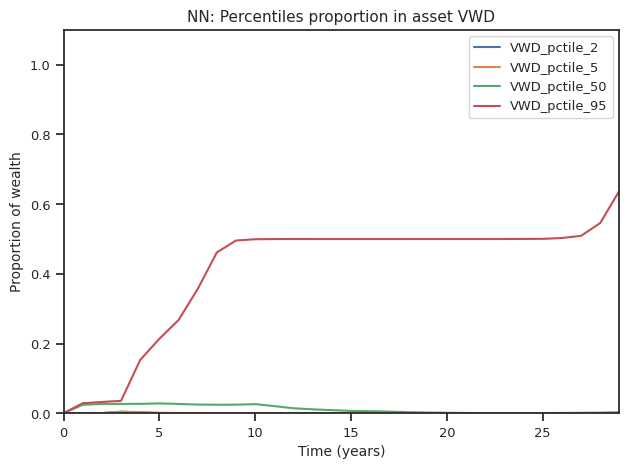 NN: Percentiles proportion in asset VWD
VWD_pctile_2
VWD_pctile_5
VWD_pctile_50
VWD_pctile_95
Proportion of wealth
1.0
0.8
0.6
0.4
0.2
0.0
0 5 10 15 20 25
Time (years)